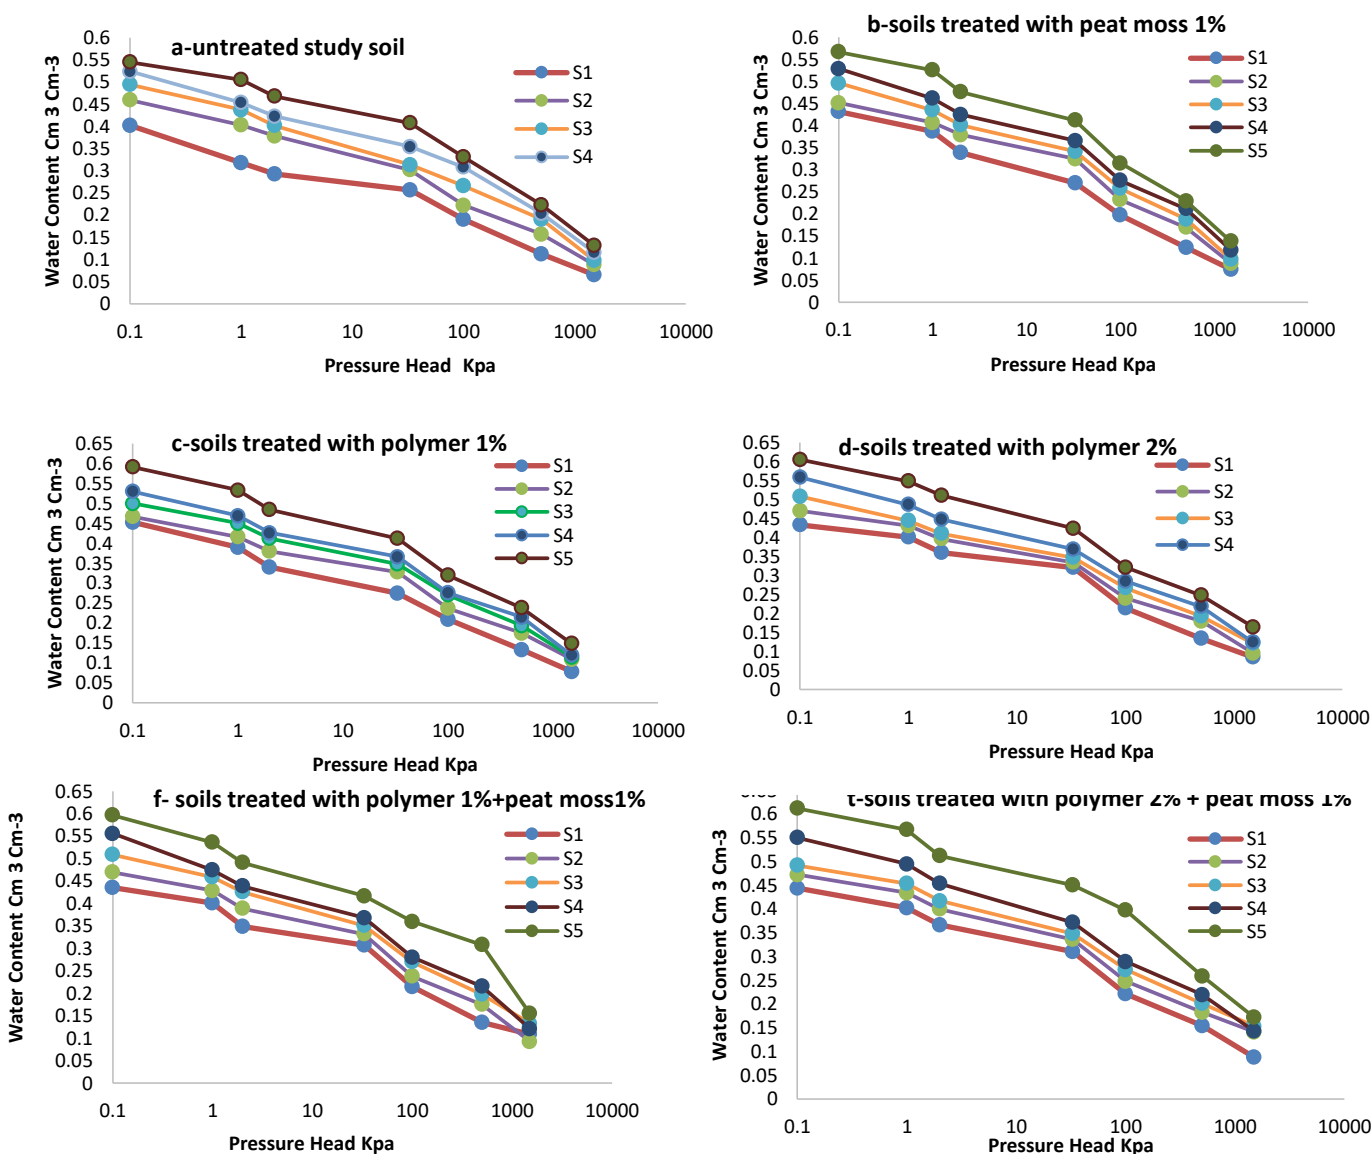 a-untreated study soil
0.6
0.55
0.5
0.45
0.4
0.35
0.3
0.25
0.2
0.15
0.1
0.05
0
Water Content Cm 3 Cm-3
S1
S2
S3
S4
0.1 1 10 100 1000 10000
Pressure Head Kpa
b-soils treated with peat moss 1%
0.6
0.55
0.5
0.45
0.4
0.35
0.3
0.25
0.2
0.15
0.1
0.05
0
Water Content Cm 3 Cm-3
S1
S2
S3
S4
S5
0.1 1 10 100 1000 10000
Pressure Head Kpa
c-soils treated with polymer 1%
0.65
0.6
0.55
0.5
0.45
0.4
0.35
0.3
0.25
0.2
0.15
0.1
0.05
0
Water Content Cm 3 Cm-3
S1
S2
S3
S4
S5
0.1 1 10 100 1000 10000
Pressure Head Kpa
d-soils treated with polymer 2%
0.65
0.6
0.55
0.5
0.45
0.4
0.35
0.3
0.25
0.2
0.15
0.1
0.05
0
Water Content Cm 3 Cm-3
S1
S2
S3
S4
0.1 1 10 100 1000 10000
Pressure Head Kpa
f- soils treated with polymer 1%+peat moss1%
0.65
0.6
0.55
0.5
0.45
0.4
0.35
0.3
0.25
0.2
0.15
0.1
0.05
0
Water Content Cm 3 Cm-3
S1
S2
S3
S4
S5
0.1 1 10 100 1000 10000
Pressure Head Kpa
t-soils treated with polymer 2% + peat moss 1%
0.65
0.6
0.55
0.5
0.45
0.4
0.35
0.3
0.25
0.2
0.15
0.1
0.05
0
Water Content Cm 3 Cm-3
S1
S2
S3
S4
S5
0.1 1 10 100 1000 10000
Pressure Head Kpa